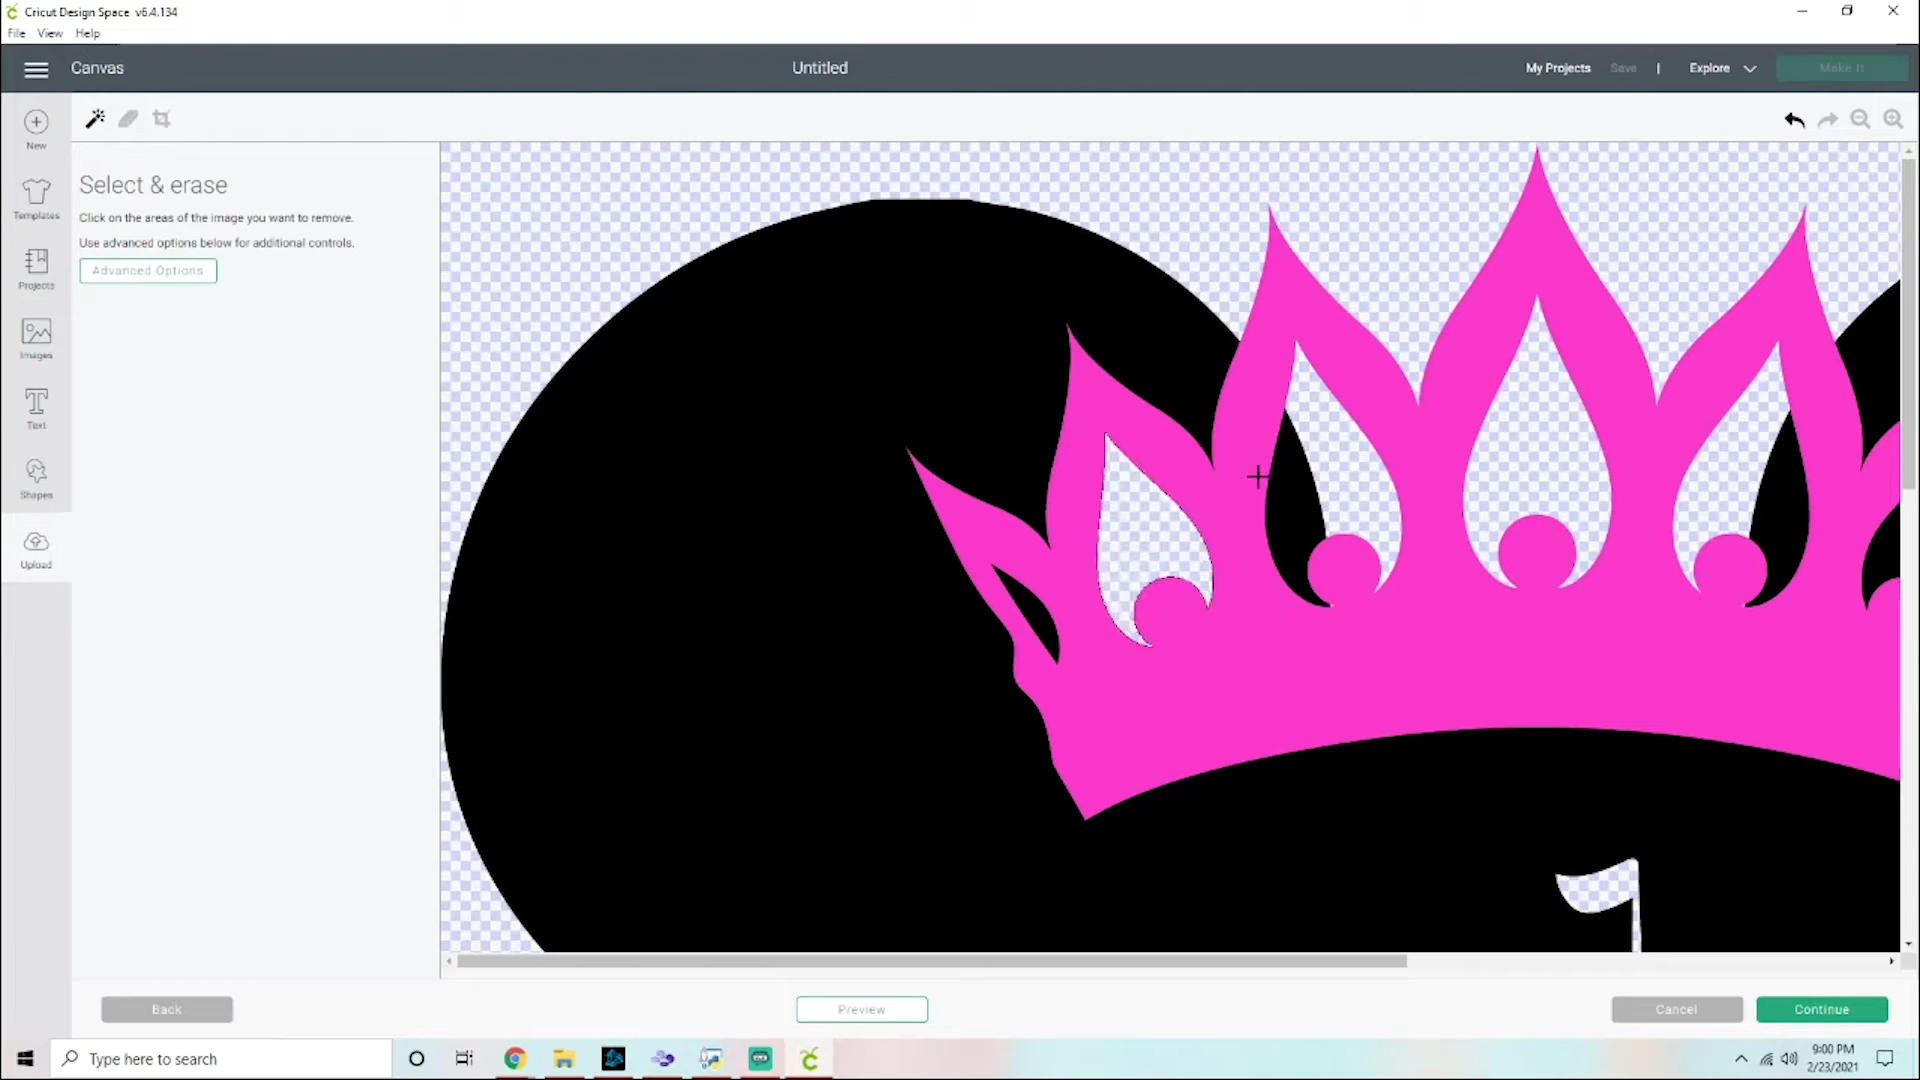 Cricut Design Space v6.4.134
File View Help
Canvas
Untitled
My Projects Save | Explore Make It
New
Templates
Projects
Images
Text
Shapes
Upload
Select & erase
Click on the areas of the image you want to remove.
Use advanced options below for additional controls.
Advanced Options
Back
Preview
Cancel
Continue
Type here to search
9:00 PM
2/23/2021